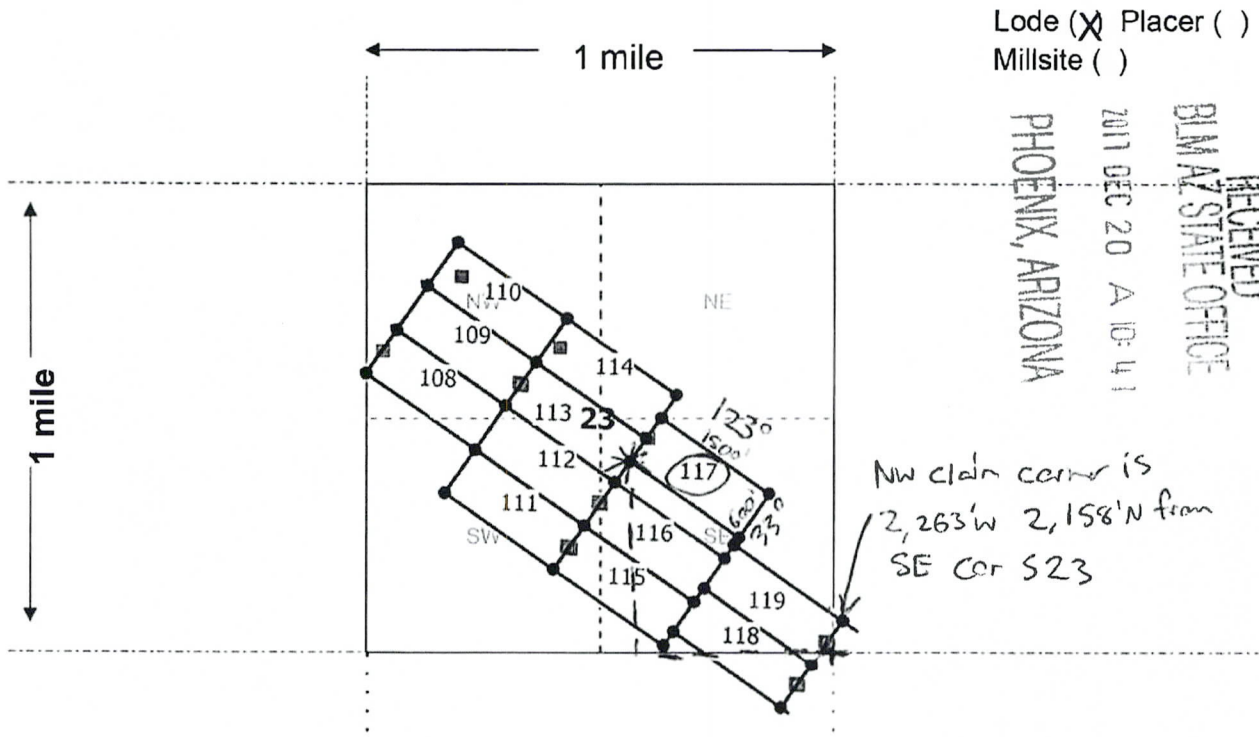 Lode (X) Placer ( )
Millsite ( )
1 mile
RECEIVED
BLM AZ STATE OFFICE
2017 DEC 20 A 10:41
PHOENIX, ARIZONA
1 mile
NW
NE
110
109
108
114
113
23
112
111
123°
1500'
117
600'
33°
SW
SE
116
115
119
118
NW claim corner is
2,263'W 2,158'N from
SE cor S23